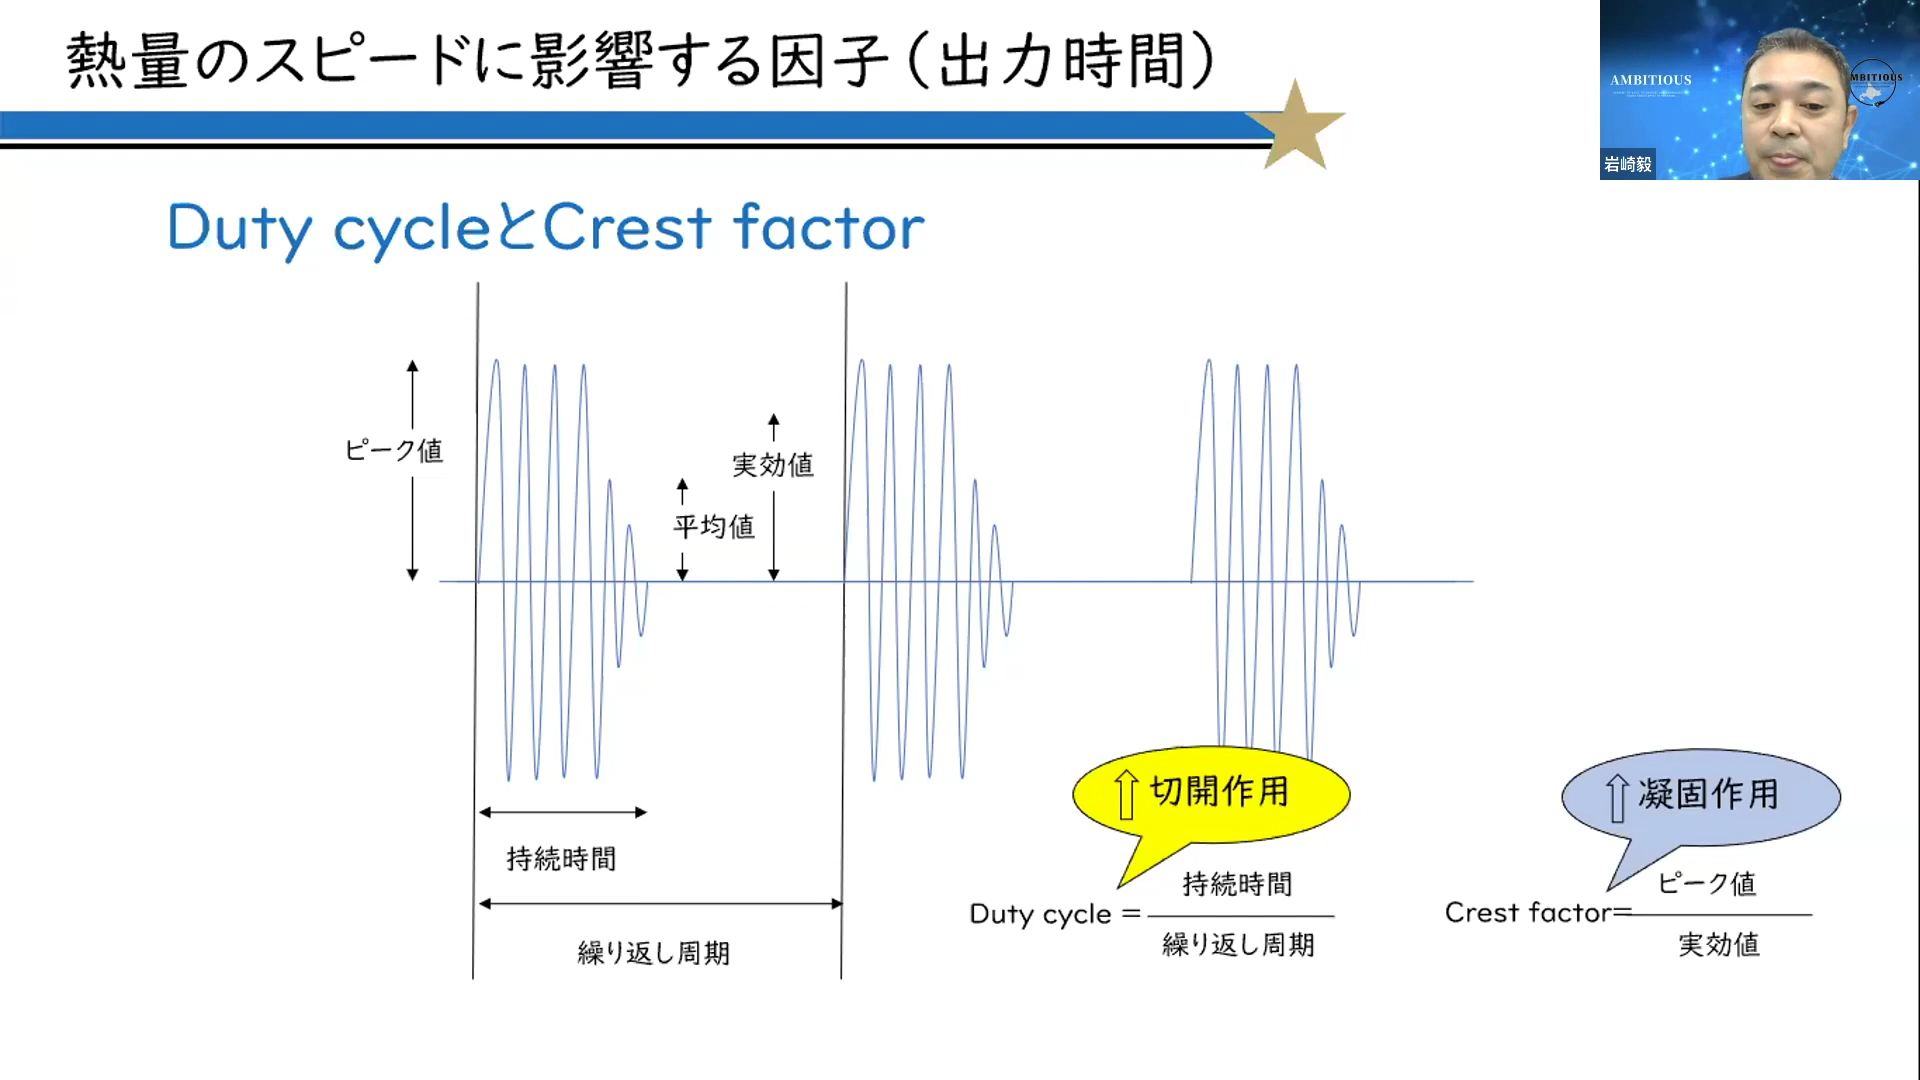 熱量のスピードに影響する因子（出力時間）
AMBITIOUS
MBITIOUS
岩崎毅
Duty cycleとCrest factor
ピーク値
実効値
平均値
持続時間
繰り返し周期
⇧切開作用
Duty cycle =
持続時間
繰り返し周期
⇧凝固作用
Crest factor=
ピーク値
実効値